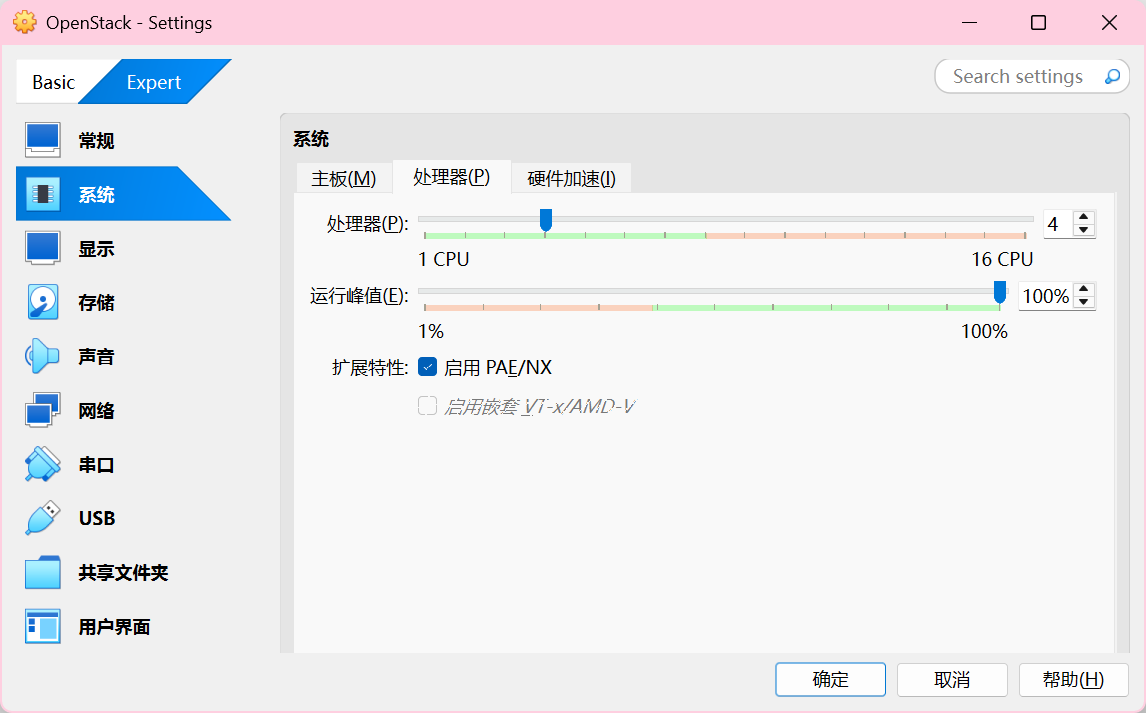 OpenStack - Settings
Basic Expert
Search settings
常规
系统
显示
存储
声音
网络
串口
USB
共享文件夹
用户界面
系统
主板(M) 处理器(P) 硬件加速(I)
处理器(P): 4
1 CPU 16 CPU
运行峰值(E): 100%
1% 100%
扩展特性: 启用 PAE/NX
启用嵌套 VT-x/AMD-V
确定 取消 帮助(H)